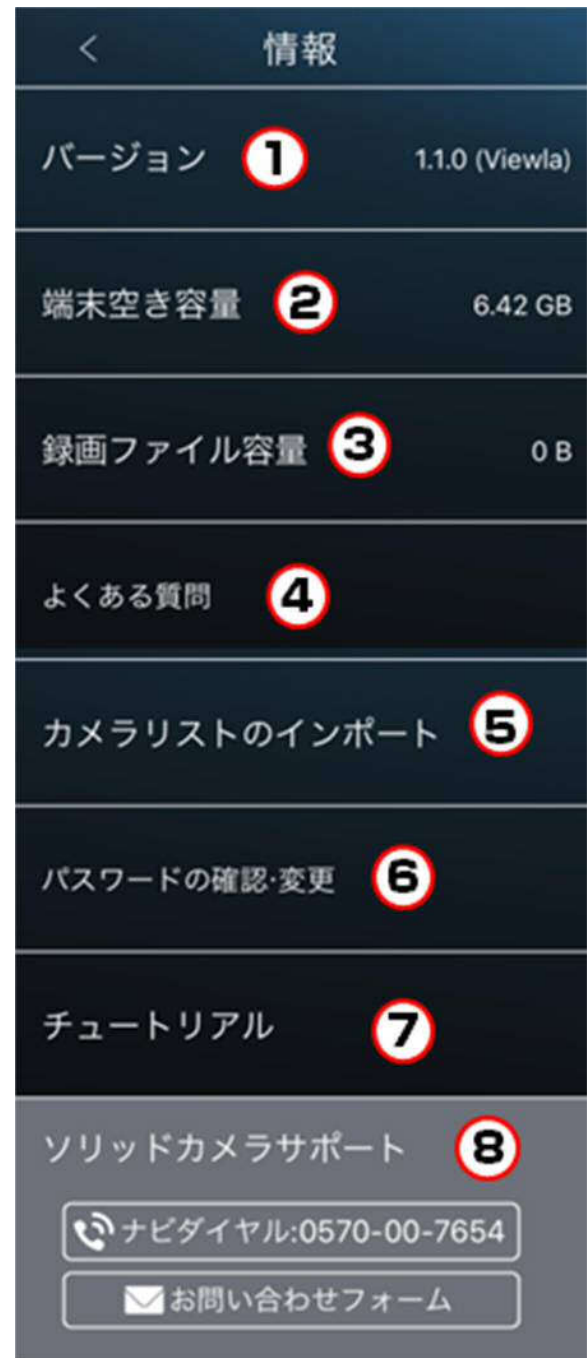 < 情報
バージョン 1 1.1.0 (Viewla)
端末空き容量 2 6.42 GB
録画ファイル容量 3 0 B
よくある質問 4
カメラリストのインポート 5
パスワードの確認·変更 6
チュートリアル 7
ソリッドカメラサポート 8
ナビダイヤル:0570-00-7654
お問い合わせフォーム